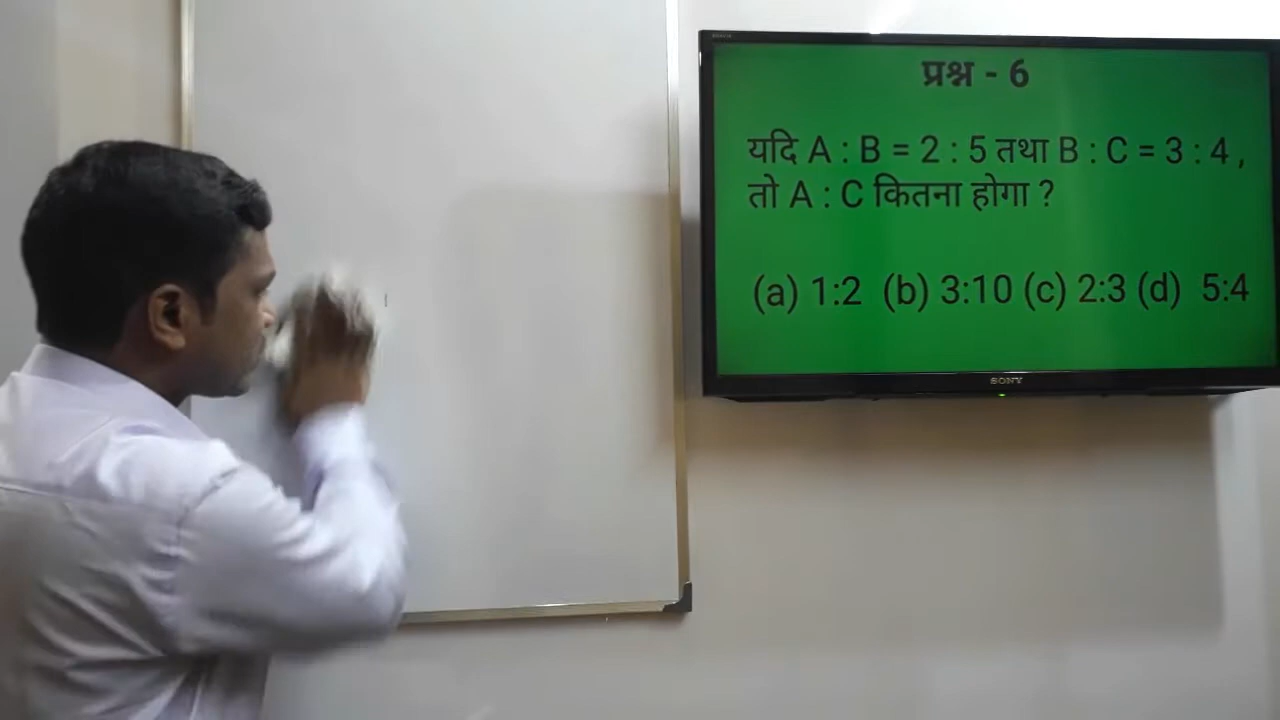 प्रश्न - 6
यदि A : B = 2 : 5 तथा B : C = 3 : 4 ,
तो A : C कितना होगा ?
(a) 1:2 (b) 3:10 (c) 2:3 (d) 5:4
SONY